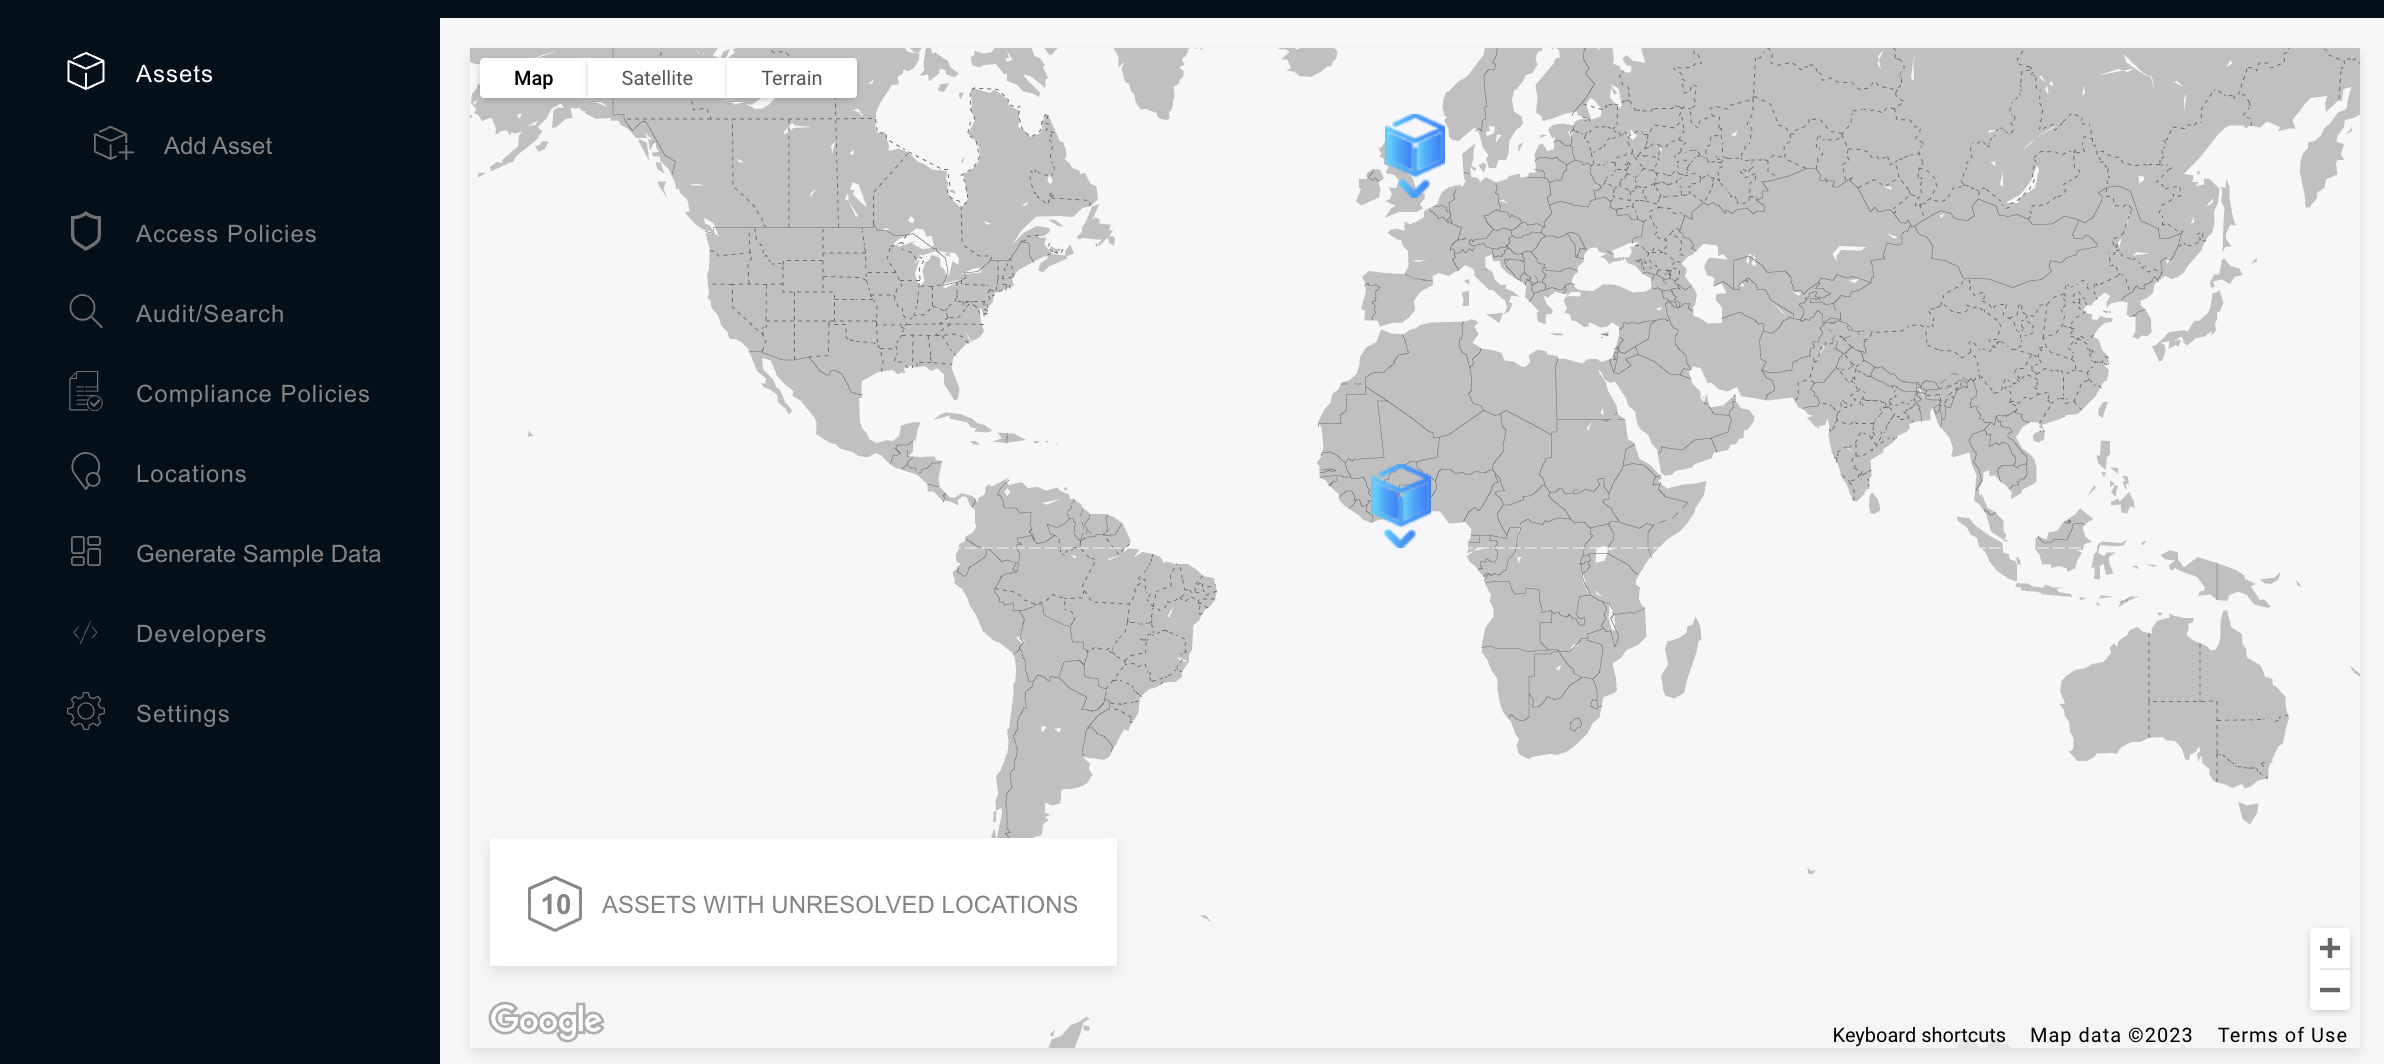 Assets
Add Asset
Access Policies
Audit/Search
Compliance Policies
Locations
Generate Sample Data
Developers
Settings
Map Satellite Terrain
10 ASSETS WITH UNRESOLVED LOCATIONS
Google
Keyboard shortcuts Map data ©2023 Terms of Use